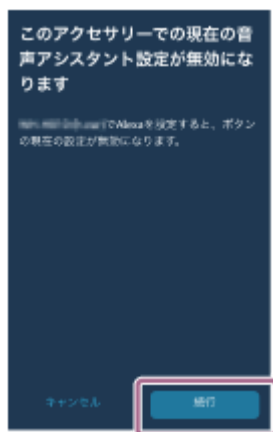 このアクセサリーでの現在の音
声アシスタント設定が無効にな
ります
でAlexaを設定すると、ボタン
の現在の設定が無効になります。
キャンセル
続行